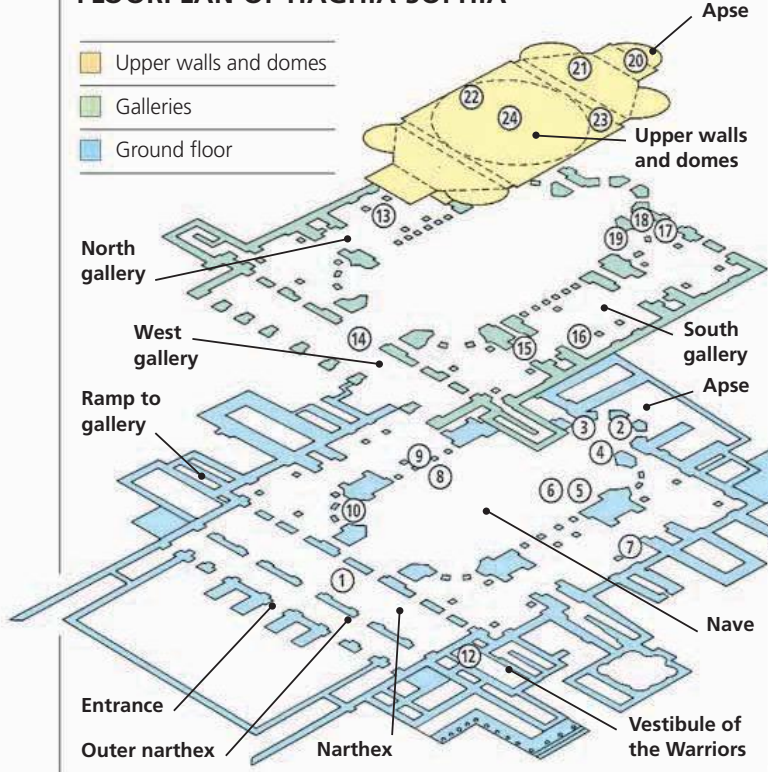 FLOORPLAN OF HAGHIA SOPHIA
Upper walls and domes
Galleries
Ground floor
Apse
20
21
22
24
23
Upper walls
and domes
13
18
17
19
North
gallery
14
15
16
South
gallery
West
gallery
Apse
Ramp to
gallery
3
2
4
9
8
6
5
10
7
1
Nave
12
Entrance
Outer narthex
Narthex
Vestibule of
the Warriors